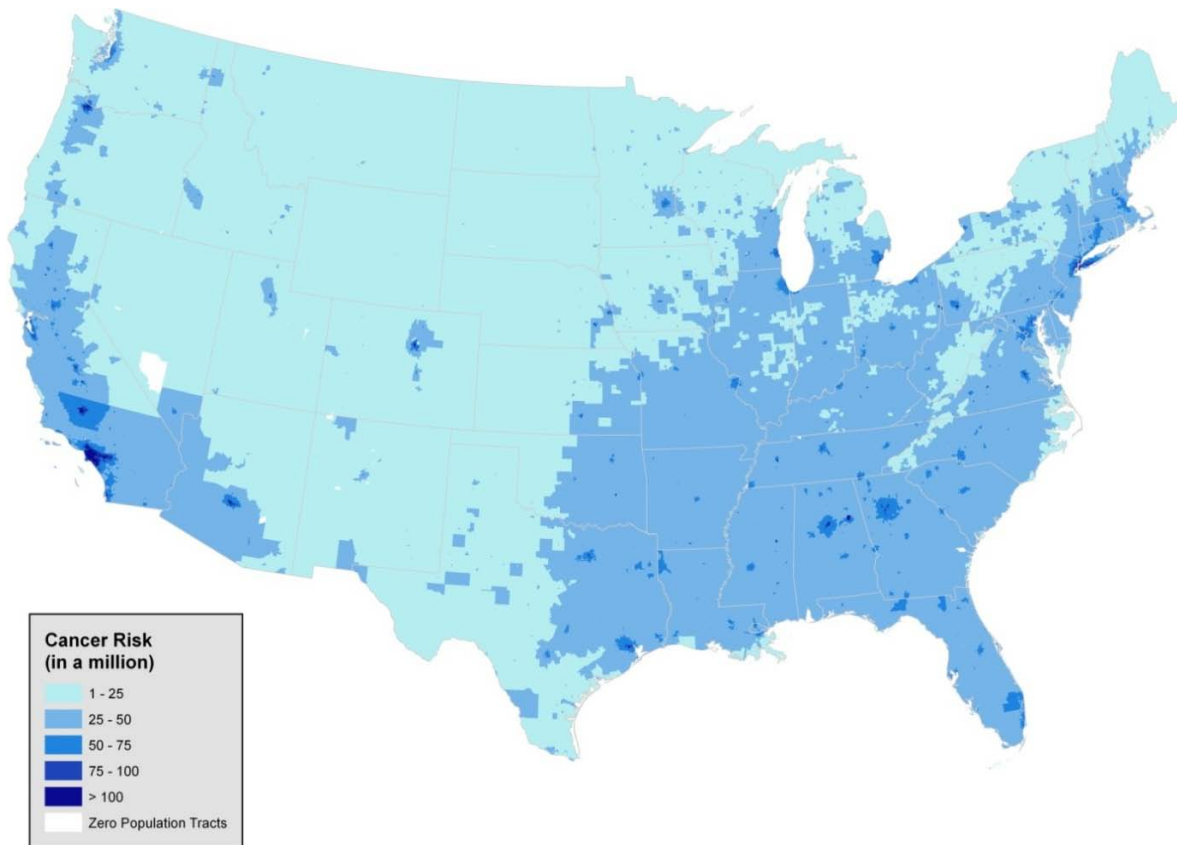 Cancer Risk
(in a million)
1 - 25
25 - 50
50 - 75
75 - 100
> 100
Zero Population Tracts